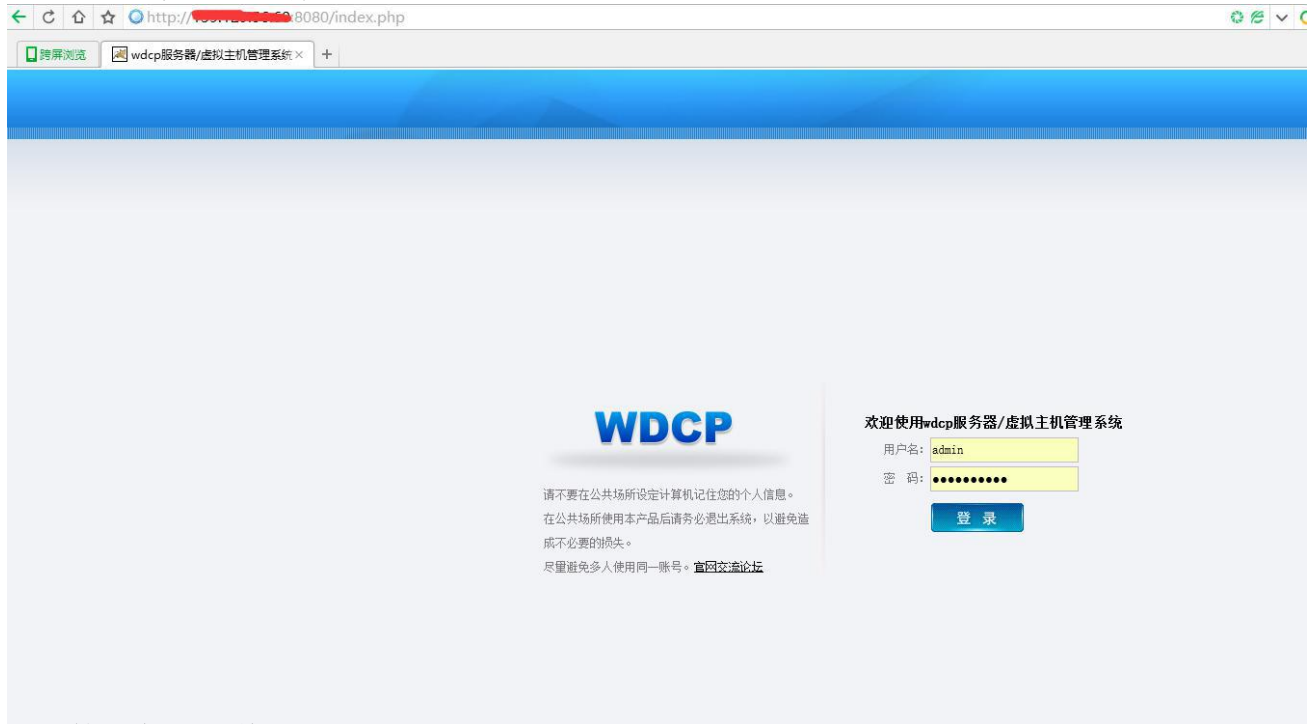 http://:8080/index.php
跨屏浏览
wdcp服务器/虚拟主机管理系统
WDCP
欢迎使用wdcp服务器/虚拟主机管理系统
用户名: admin
密 码: ●●●●●●●●●●
登 录
请不要在公共场所设定计算机记住您的个人信息。
在公共场所使用本产品后请务必退出系统，以避免造
成不必要的损失。
尽量避免多人使用同一账号。官网交流论坛